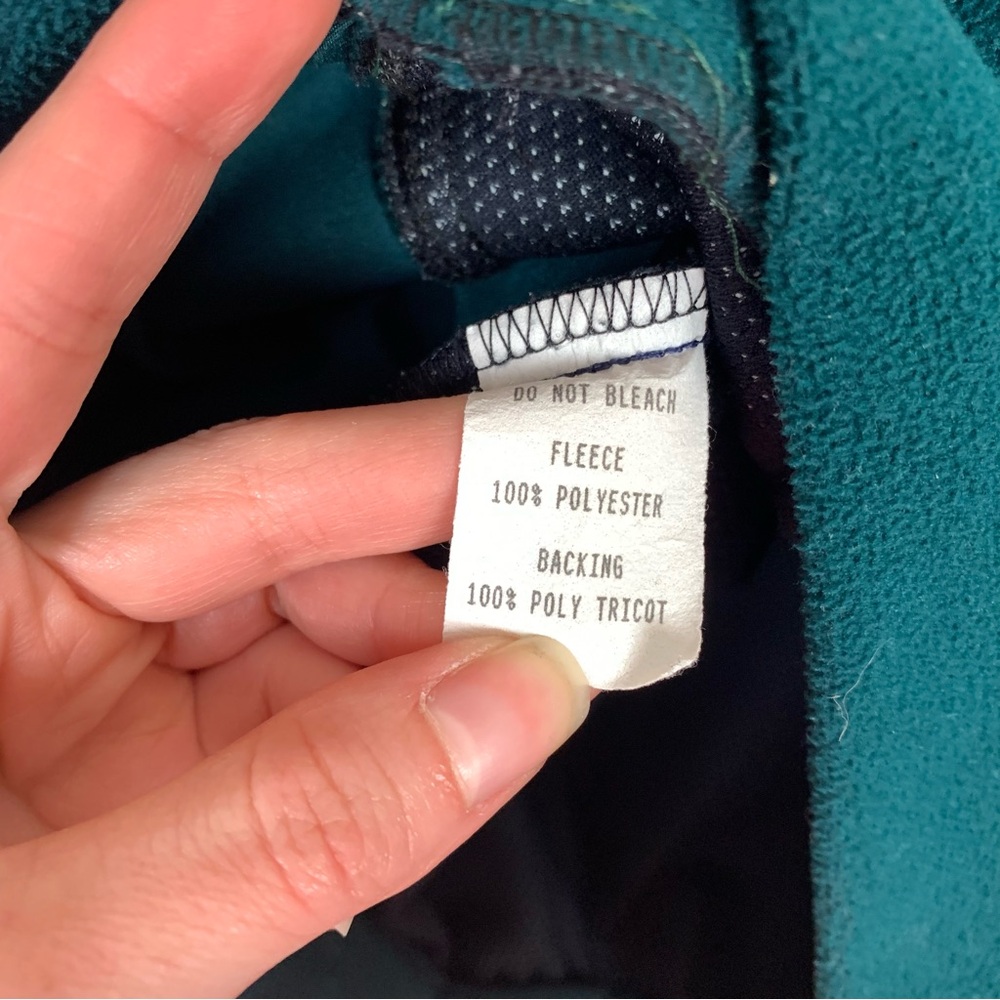 DO NOT BLEACH
FLEECE
100% POLYESTER
BACKING
100% POLY TRICOT